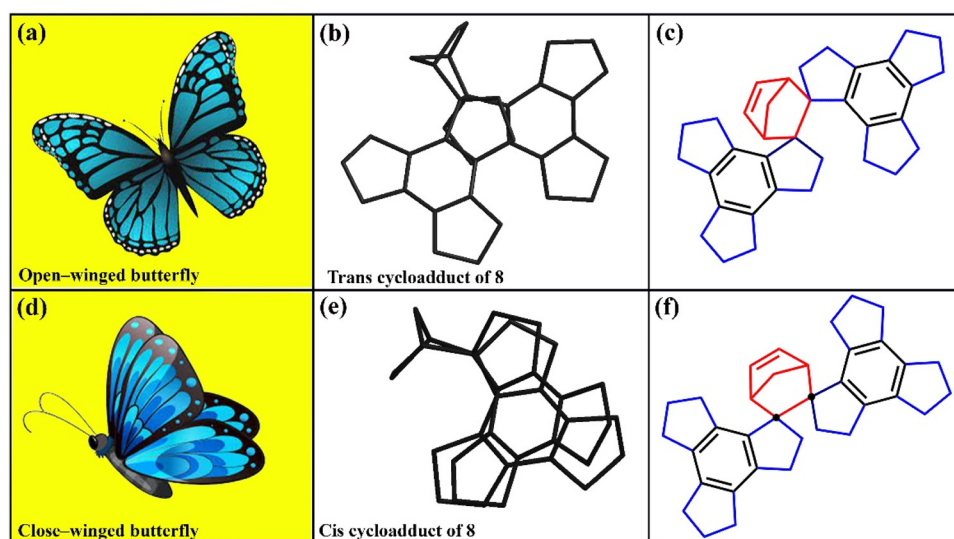 (a)
Open–winged butterfly
(b)
Trans cycloadduct of 8
(c)
(d)
Close–winged butterfly
(e)
Cis cycloadduct of 8
(f)